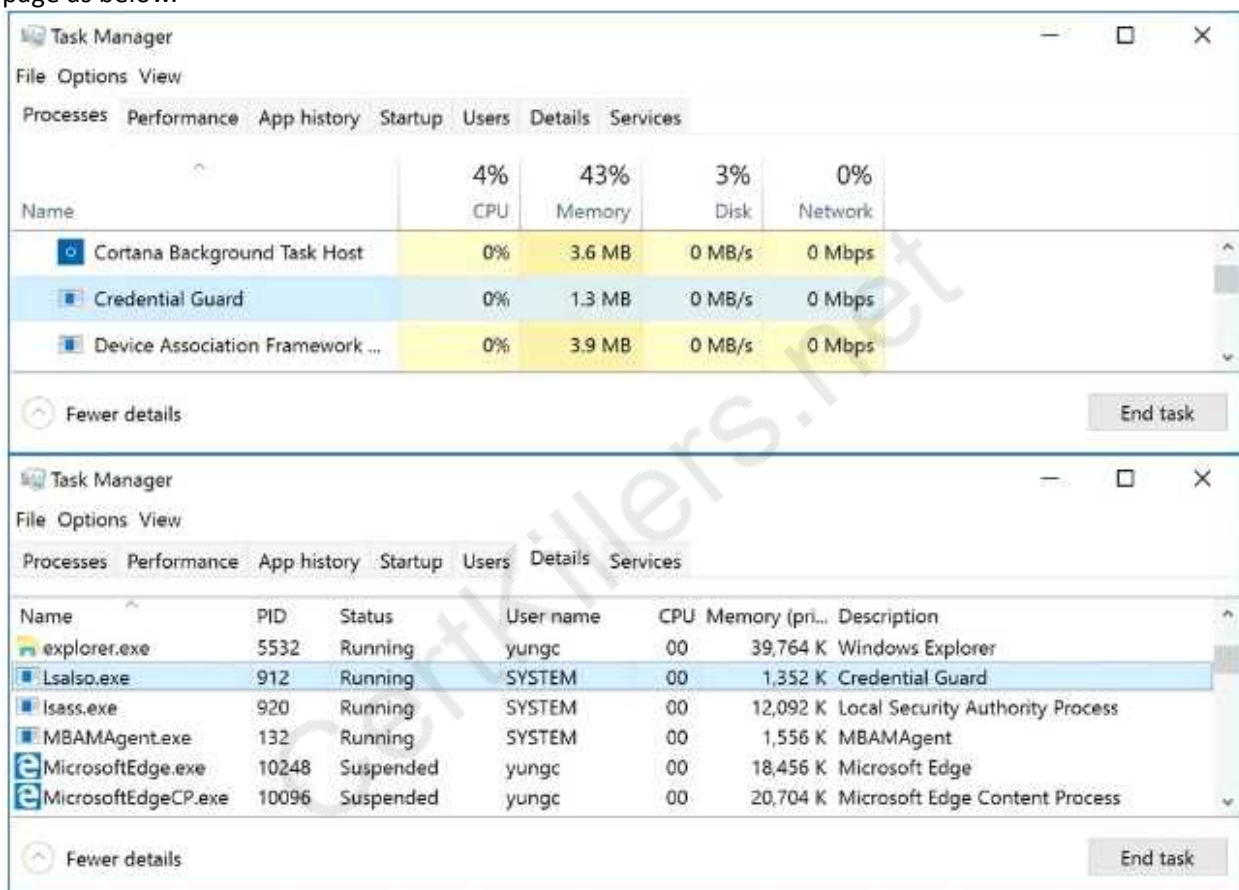 page as below:
Task Manager
File Options View
Processes Performance App history Startup Users Details Services
4% 43% 3% 0%
Name CPU Memory Disk Network
Cortana Background Task Host 0% 3.6 MB 0 MB/s 0 Mbps
Credential Guard 0% 1.3 MB 0 MB/s 0 Mbps
Device Association Framework ... 0% 3.9 MB 0 MB/s 0 Mbps
Fewer details End task
Task Manager
File Options View
Processes Performance App history Startup Users Details Services
Name PID Status User name CPU Memory (pri... Description
explorer.exe 5532 Running yungc 00 39,764 K Windows Explorer
LsaIso.exe 912 Running SYSTEM 00 1,352 K Credential Guard
lsass.exe 920 Running SYSTEM 00 12,092 K Local Security Authority Process
MBAMAgent.exe 132 Running SYSTEM 00 1,556 K MBAMAgent
MicrosoftEdge.exe 10248 Suspended yungc 00 18,456 K Microsoft Edge
MicrosoftEdgeCP.exe 10096 Suspended yungc 00 20,704 K Microsoft Edge Content Process
Fewer details End task
CertKillers.net